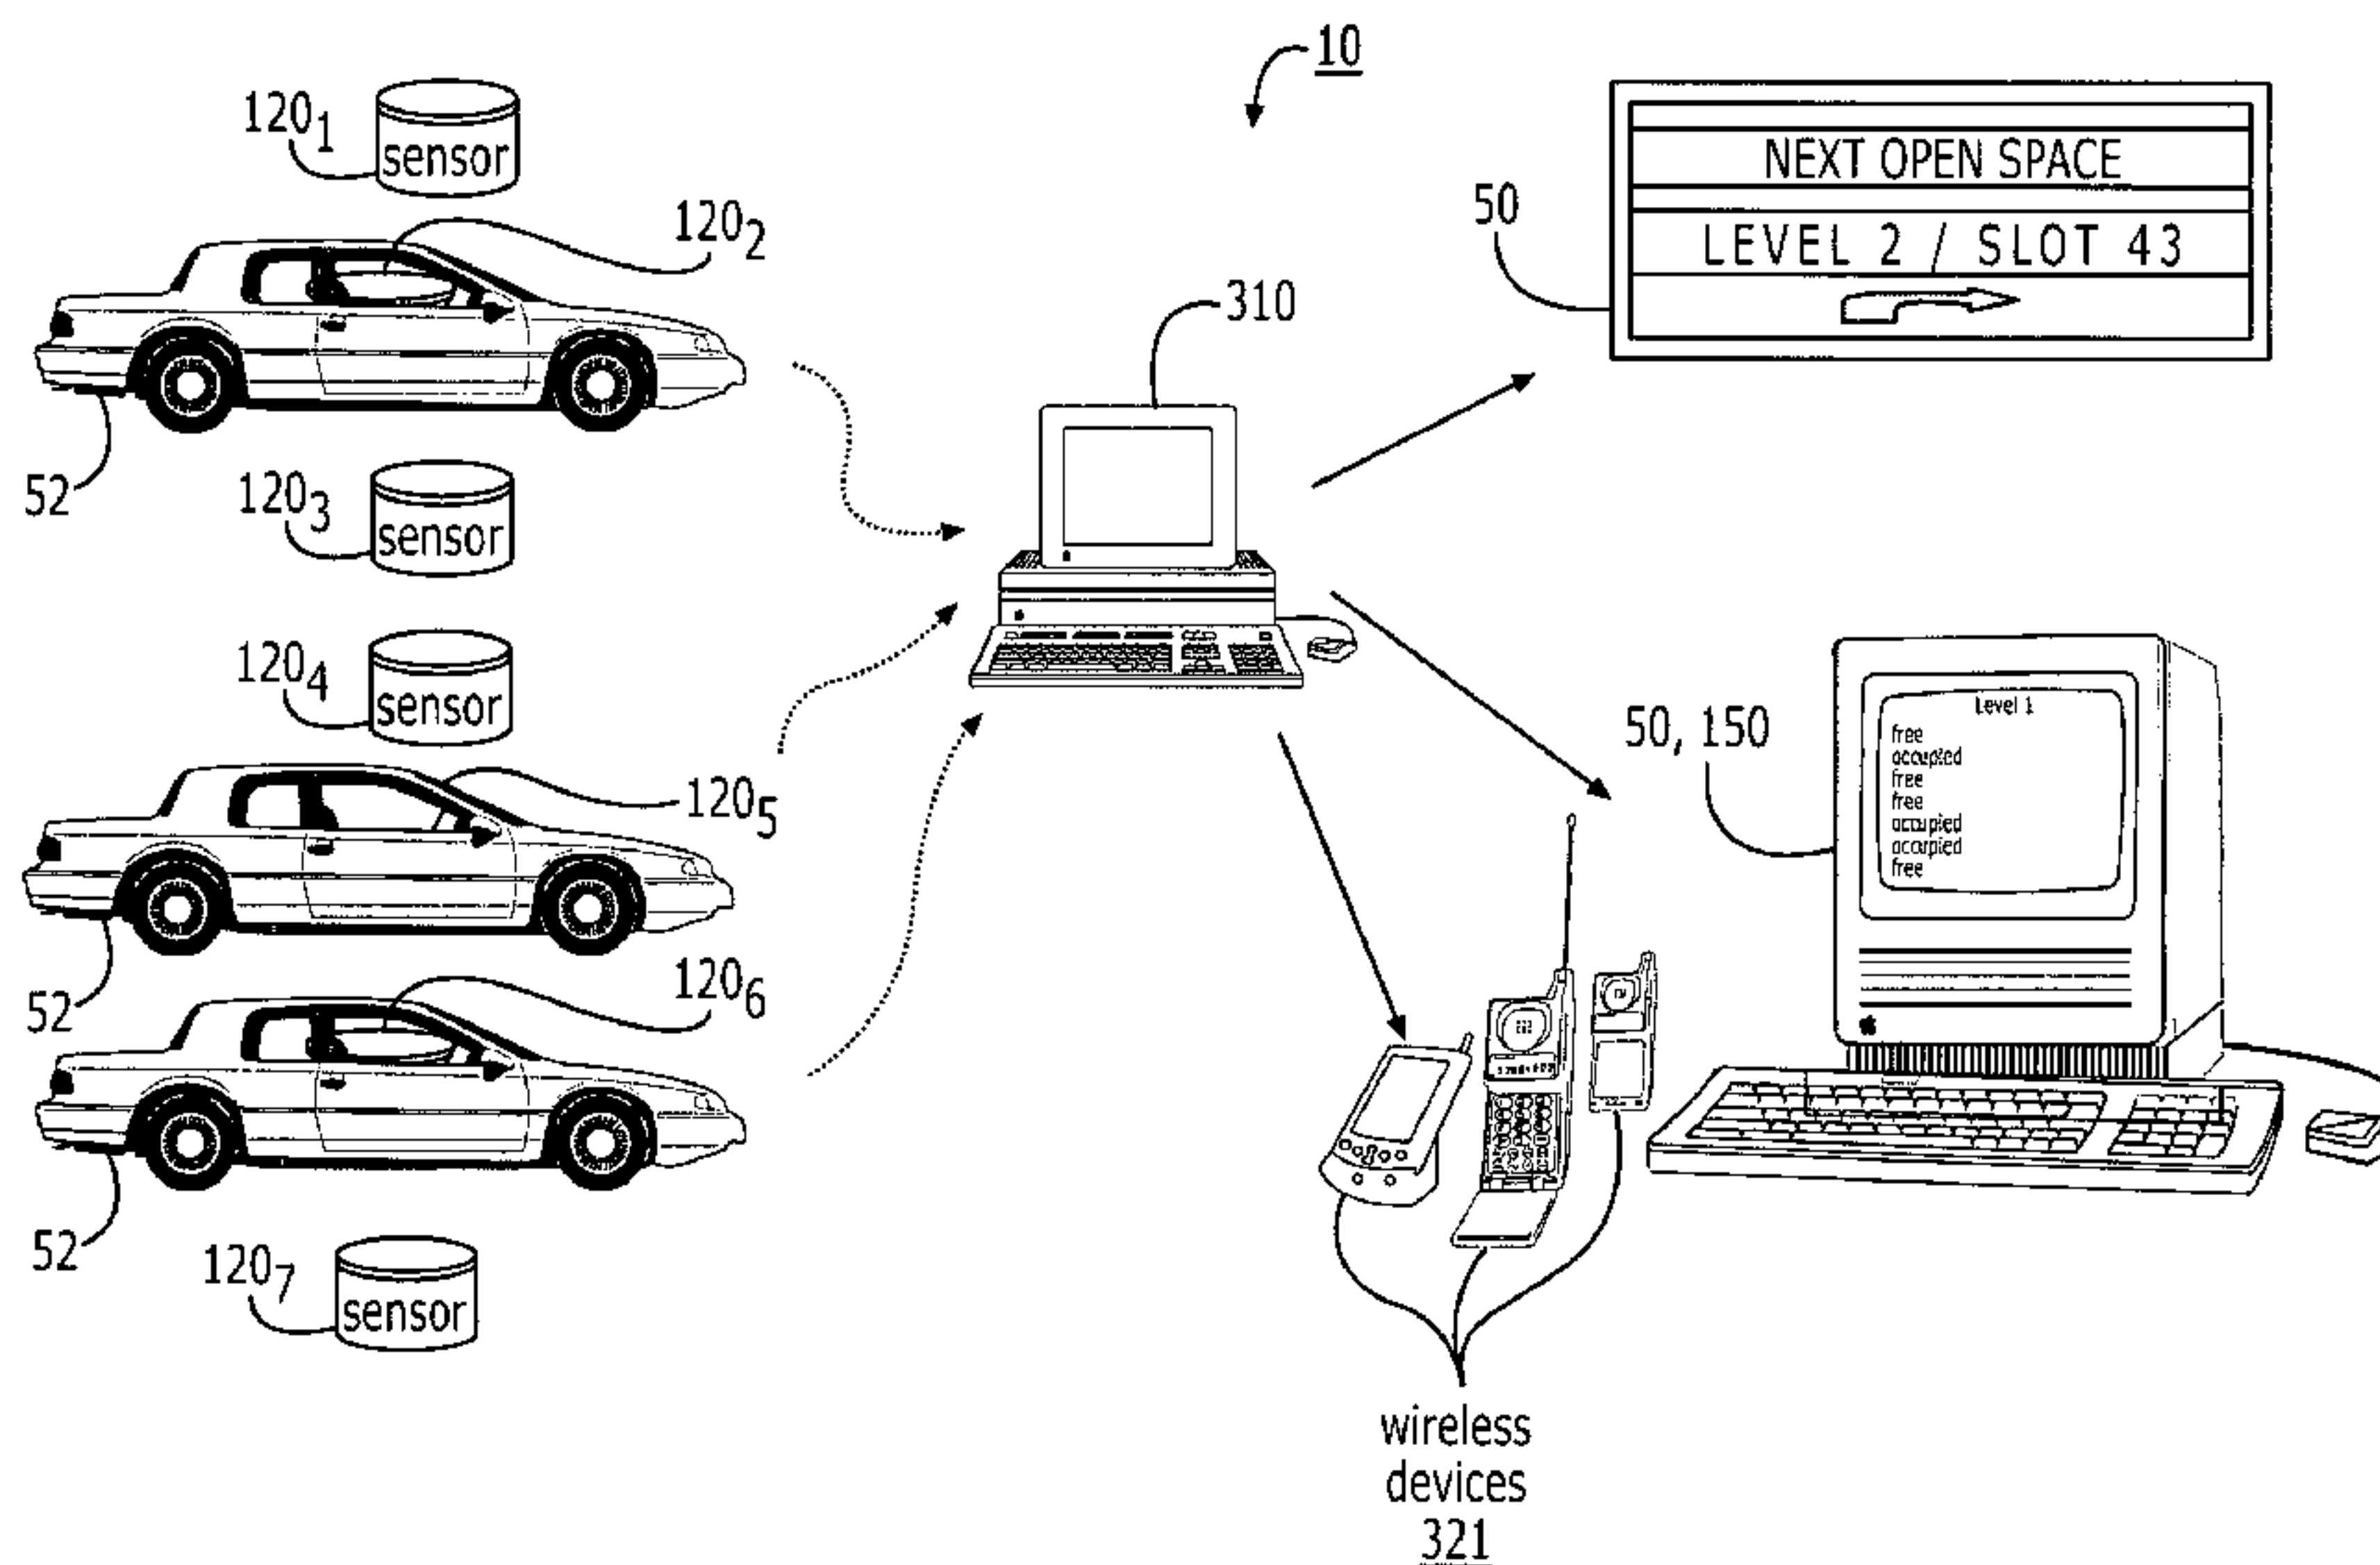 10
120₁
sensor
120₂
52
120₃
sensor
120₄
sensor
120₅
52
120₆
52
120₇
sensor
310
50
NEXT OPEN SPACE
LEVEL 2 / SLOT 43
50, 150
Level 1
free
occupied
free
free
occupied
occupied
free
wireless
devices
321